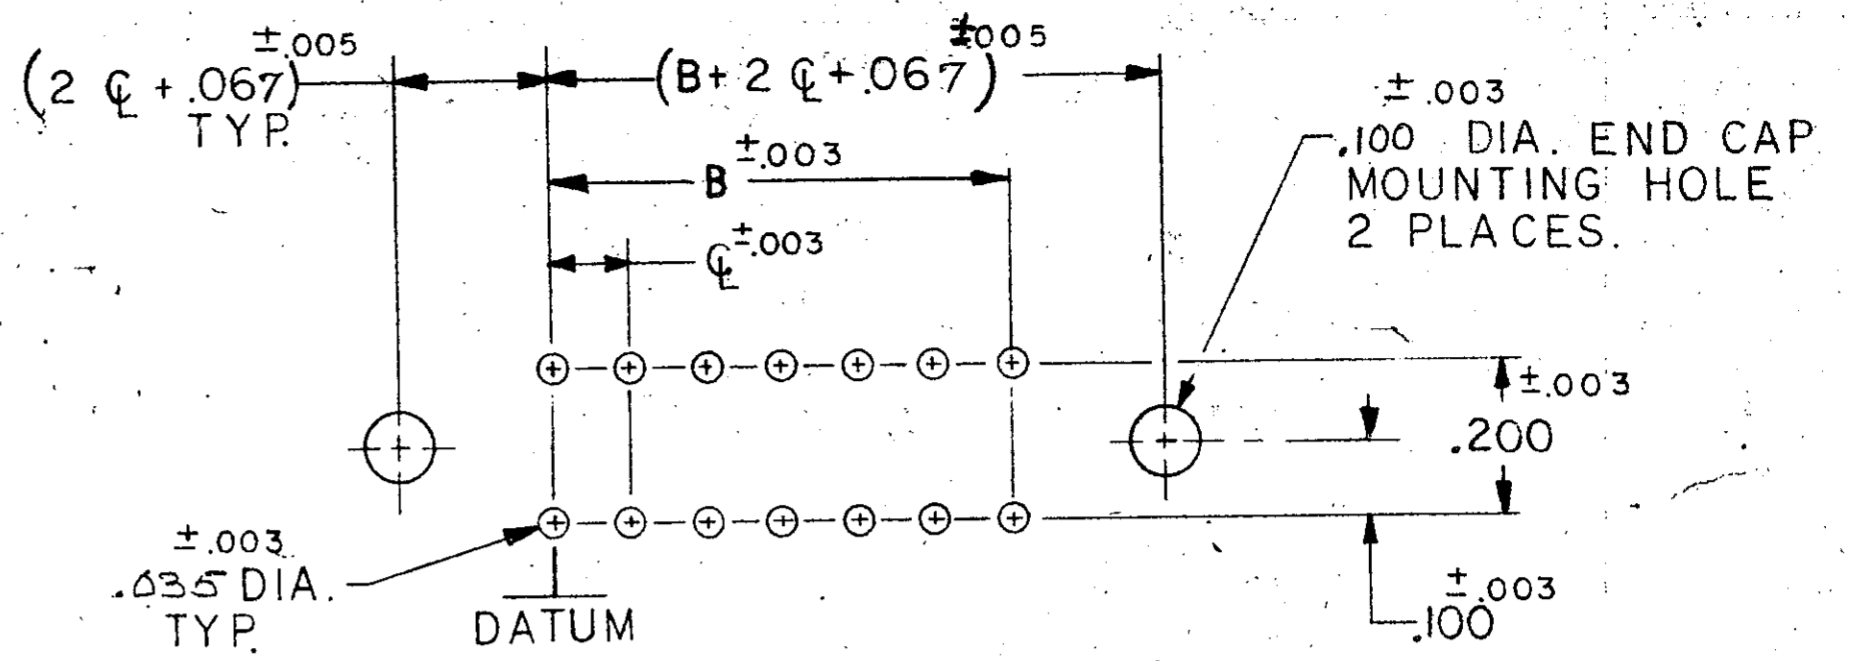 ±.005
(2 ℄ + .067)
TYP.
±.005
(B + 2 ℄ + .067)
±.003
B
±.003
℄
±.003
.100 DIA. END CAP
MOUNTING HOLE
2 PLACES.
±.003
.200
±.003
.100
±.003
.035 DIA.
TYP.
DATUM